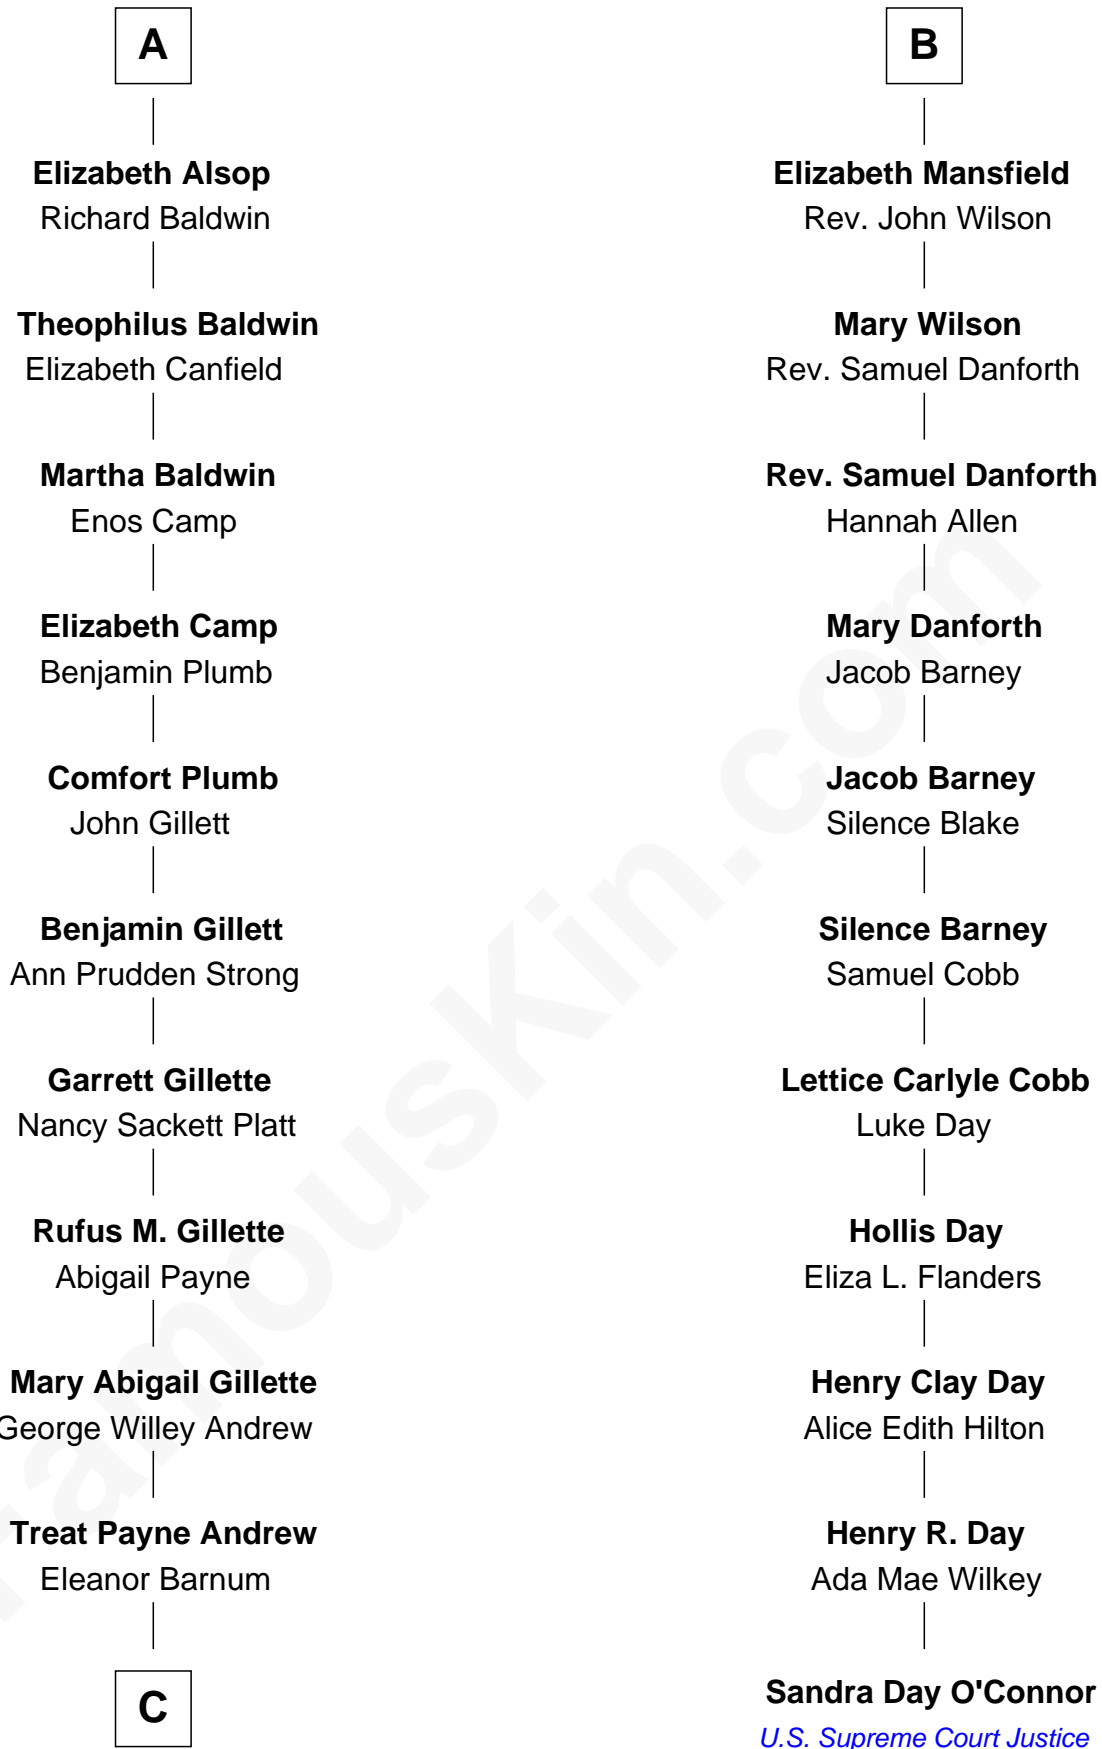 A
Elizabeth Alsop
Richard Baldwin
Theophilus Baldwin
Elizabeth Canfield
Martha Baldwin
Enos Camp
Elizabeth Camp
Benjamin Plumb
Comfort Plumb
John Gillett
Benjamin Gillett
Ann Prudden Strong
Garrett Gillette
Nancy Sackett Platt
Rufus M. Gillette
Abigail Payne
Mary Abigail Gillette
George Willey Andrew
Treat Payne Andrew
Eleanor Barnum
C
B
Elizabeth Mansfield
Rev. John Wilson
Mary Wilson
Rev. Samuel Danforth
Rev. Samuel Danforth
Hannah Allen
Mary Danforth
Jacob Barney
Jacob Barney
Silence Blake
Silence Barney
Samuel Cobb
Lettice Carlyle Cobb
Luke Day
Hollis Day
Eliza L. Flanders
Henry Clay Day
Alice Edith Hilton
Henry R. Day
Ada Mae Wilkey
Sandra Day O'Connor
U.S. Supreme Court Justice
FamousKin.com